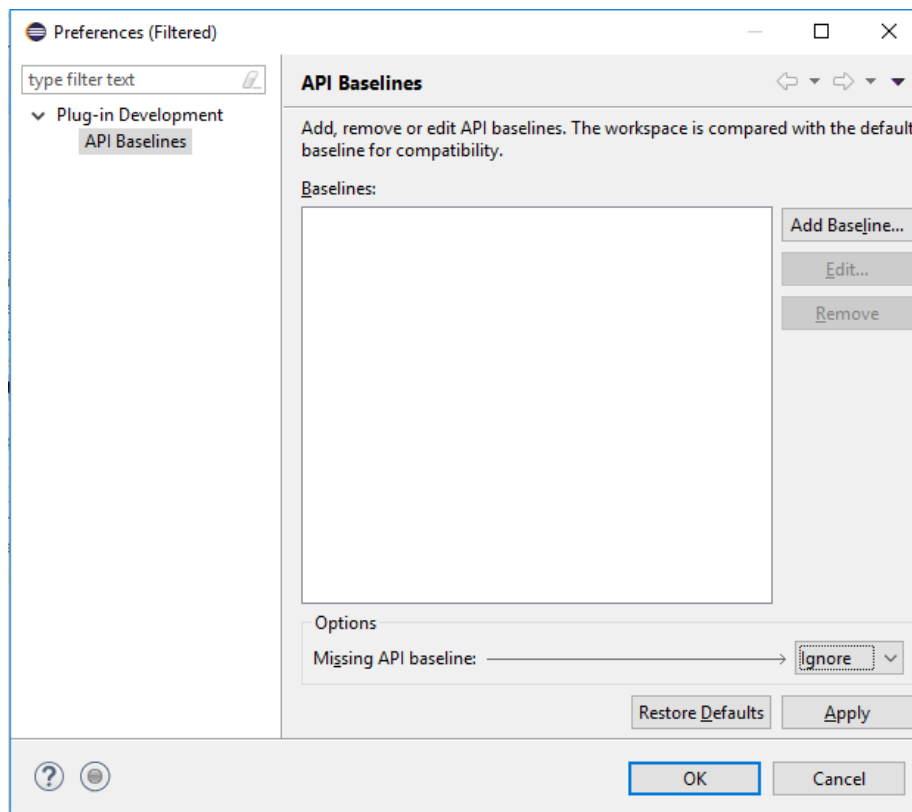 Preferences (Filtered)
type filter text
Plug-in Development
API Baselines
API Baselines
Add, remove or edit API baselines. The workspace is compared with the default
baseline for compatibility.
Baselines:
Add Baseline...
Edit...
Remove
Options
Missing API baseline:
Ignore
Restore Defaults
Apply
?
OK
Cancel